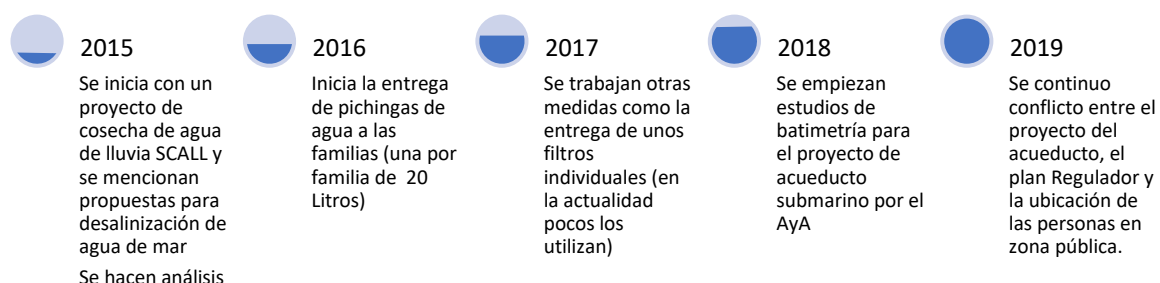 2015
Se inicia con un
proyecto de
cosecha de agua
de lluvia SCALL y
se mencionan
propuestas para
desalinización de
agua de mar
Se hacen análisis
2016
Inicia la entrega
de pichingas de
agua a las
familias (una por
familia de 20
Litros)
2017
Se trabajan otras
medidas como la
entrega de unos
filtros
individuales (en
la actualidad
pocos los
utilizan)
2018
Se empiezan
estudios de
batimetría para
el proyecto de
acueducto
submarino por el
AyA
2019
Se continuo
conflicto entre el
proyecto del
acueducto, el
plan Regulador y
la ubicación de
las personas en
zona pública.